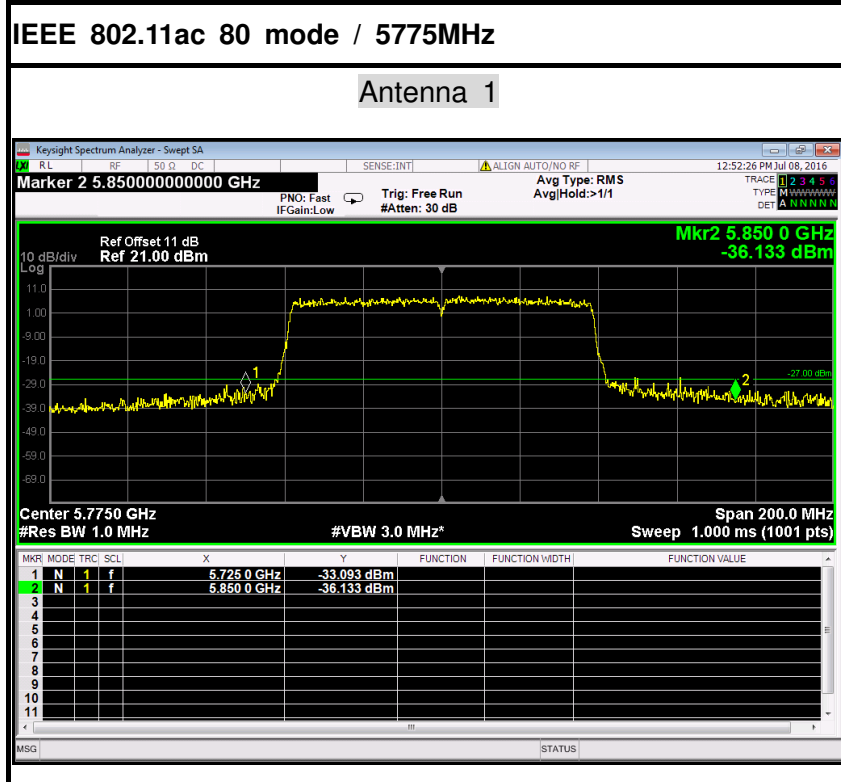 IEEE 802.11ac 80 mode / 5775MHz
Antenna 1
Keysight Spectrum Analyzer - Swept SA
LXI RL RF 50 Ω DC SENSE:INT ALIGN AUTO/NO RF 12:52:26 PM Jul 08, 2016
Marker 2 5.850000000000 GHz
PNO: Fast
IFGain:Low
Trig: Free Run
#Atten: 30 dB
Avg Type: RMS
Avg|Hold:>1/1
TRACE 1 2 3 4 5 6
TYPE M WWWWW
DET A N N N N N
Mkr2 5.850 0 GHz
-36.133 dBm
Ref Offset 11 dB
10 dB/div Ref 21.00 dBm
Log
11.0
1.00
-9.00
-19.0
-29.0
-39.0
-49.0
-59.0
-69.0
1
2
-27.00 dBm
Center 5.7750 GHz Span 200.0 MHz
#Res BW 1.0 MHz #VBW 3.0 MHz* Sweep 1.000 ms (1001 pts)
MKR MODE TRC SCL X Y FUNCTION FUNCTION WIDTH FUNCTION VALUE
1 N 1 f 5.725 0 GHz -33.093 dBm
2 N 1 f 5.850 0 GHz -36.133 dBm
3
4
5
6
7
8
9
10
11
MSG STATUS